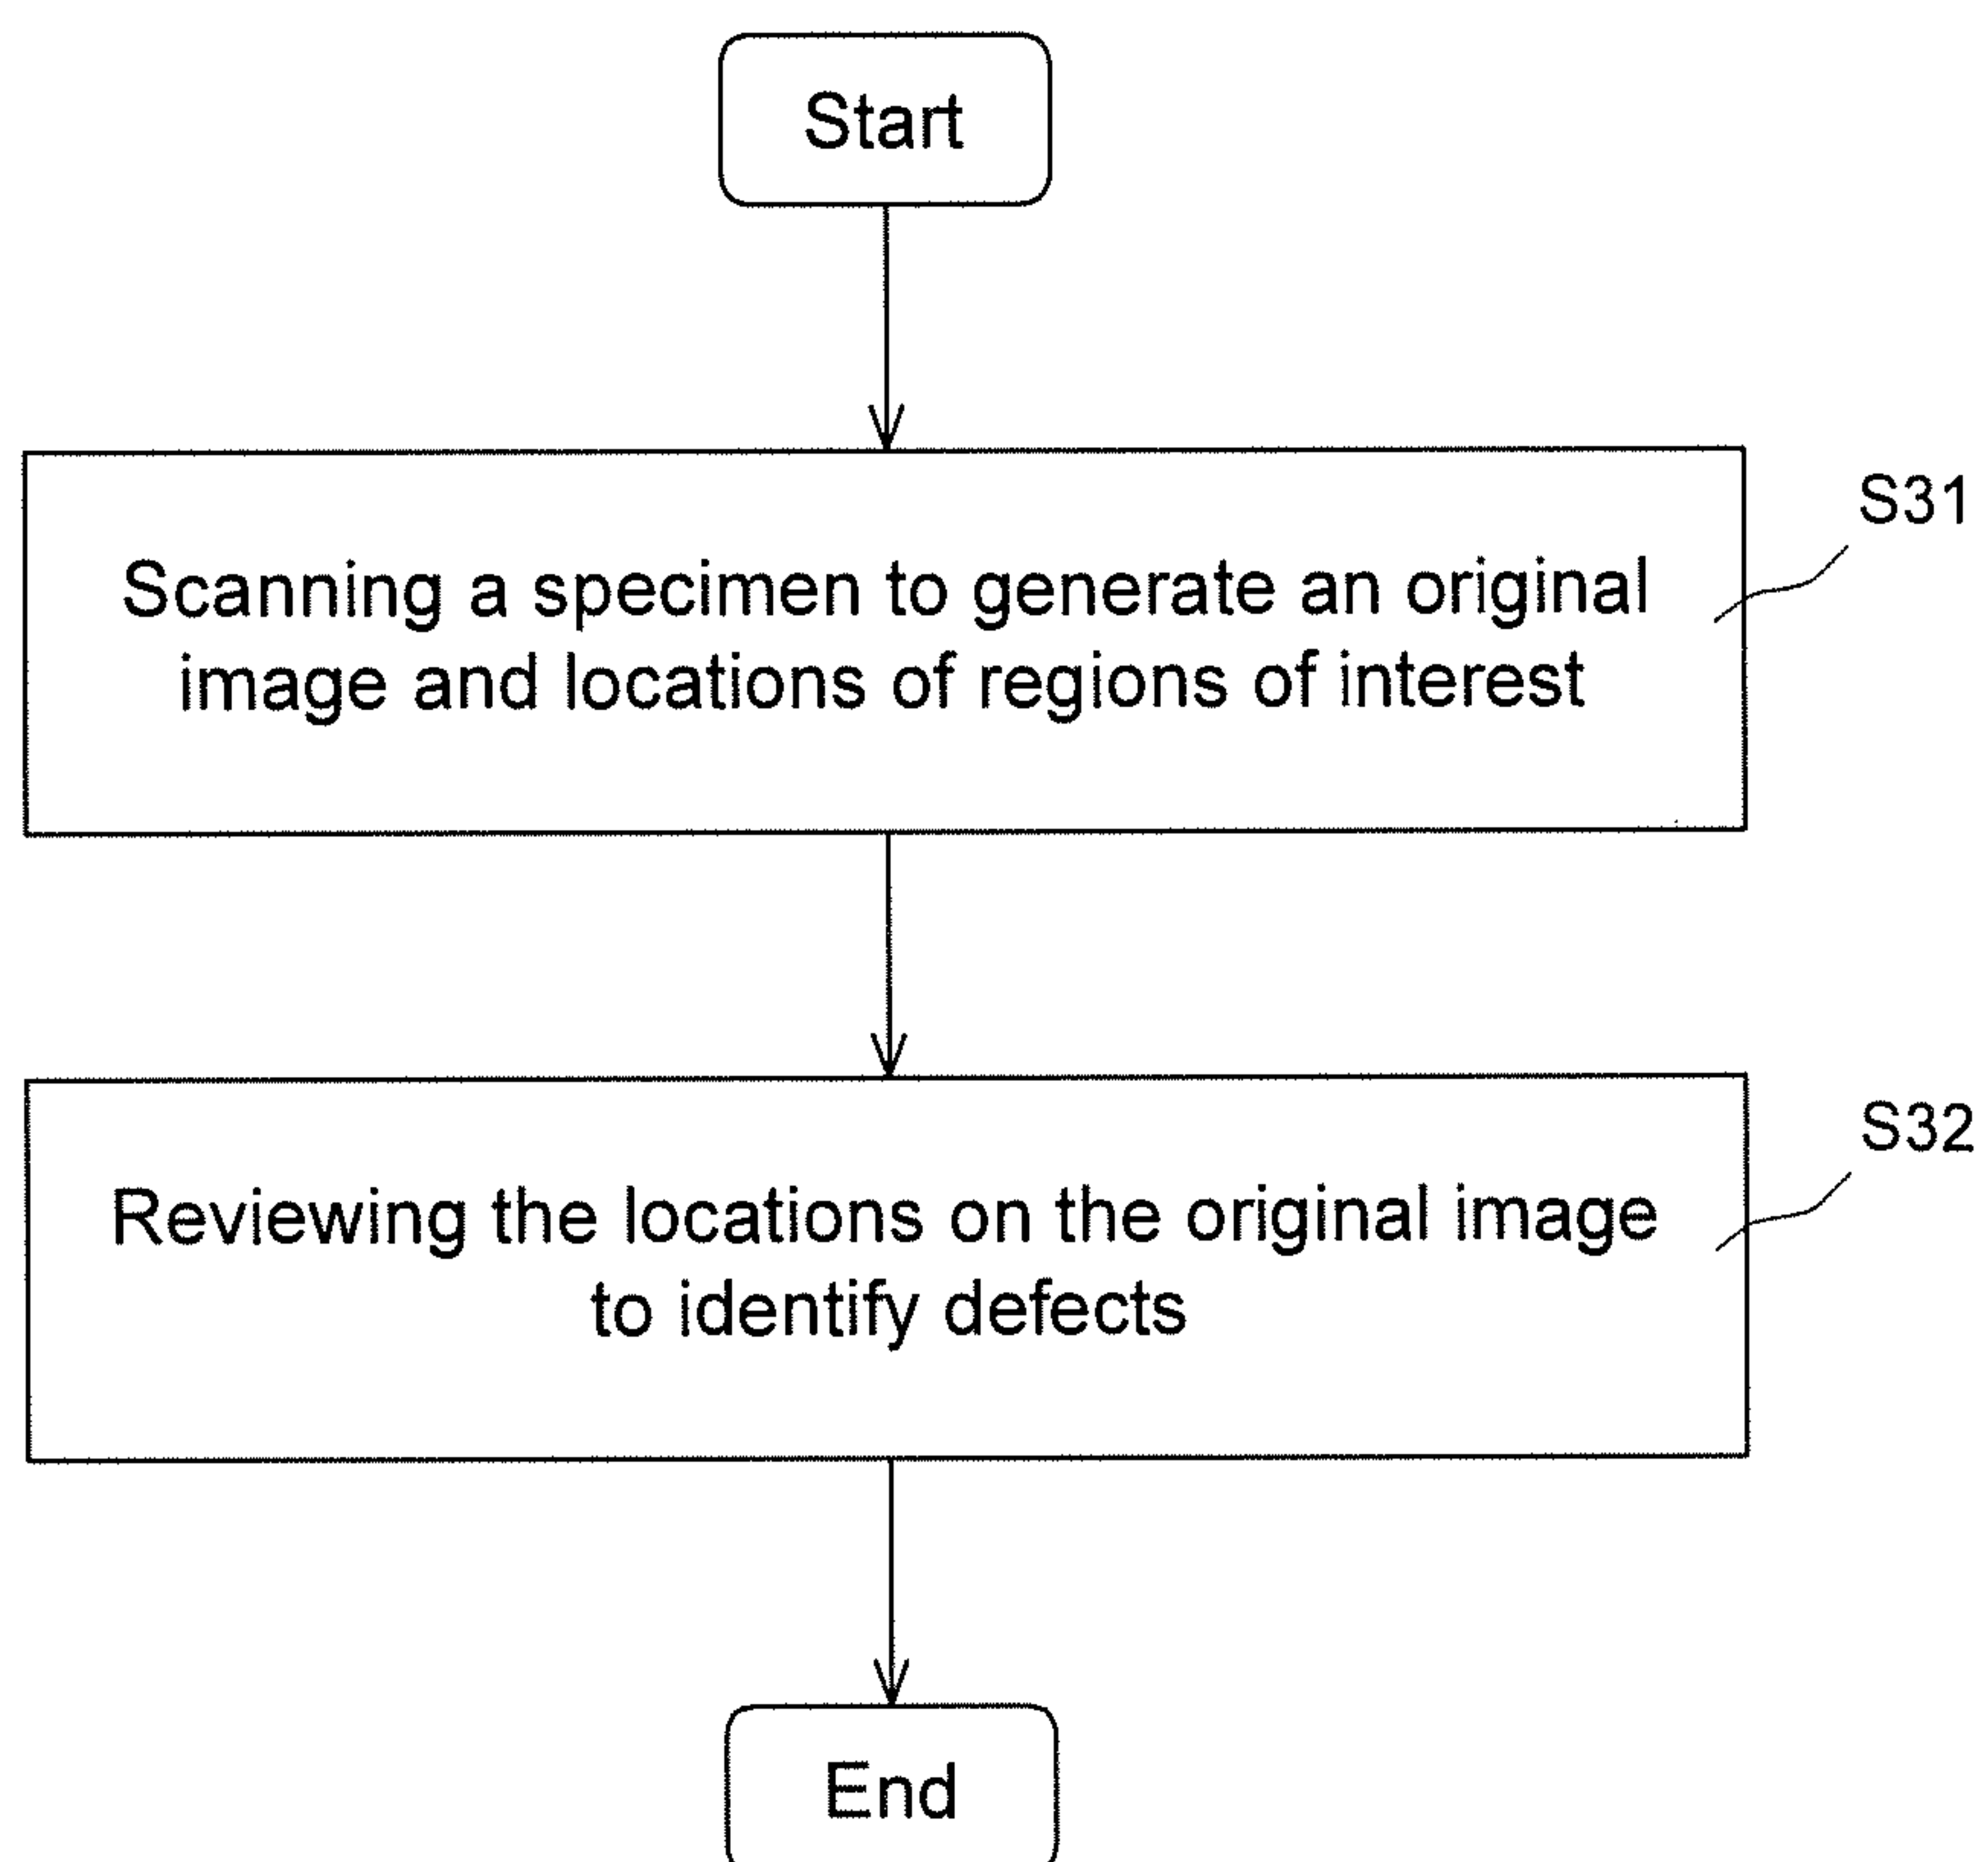 Start
S31
Scanning a specimen to generate an original
image and locations of regions of interest
S32
Reviewing the locations on the original image
to identify defects
End